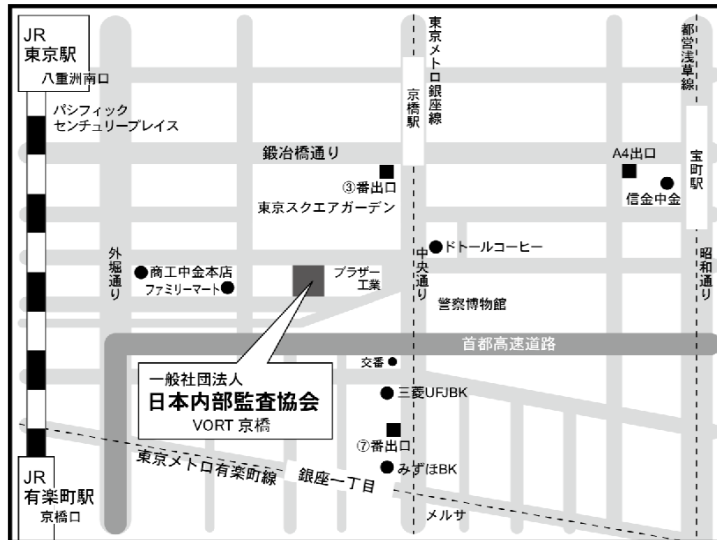 JR
東京駅
八重洲南口
パシフィック
センチュリープレイス
東京メトロ銀座線
京橋駅
都営浅草線
宝町駅
鍛冶橋通り
③番出口
東京スクエアガーデン
A4出口
信金中金
外堀通り
商工中金本店
ファミリーマート
ブラザー
工業
中央通り
ドトールコーヒー
警察博物館
昭和通り
首都高速道路
一般社団法人
日本内部監査協会
VORT 京橋
交番
三菱UFJBK
⑦番出口
みずほBK
東京メトロ有楽町線
銀座一丁目
メルサ
JR
有楽町駅
京橋口